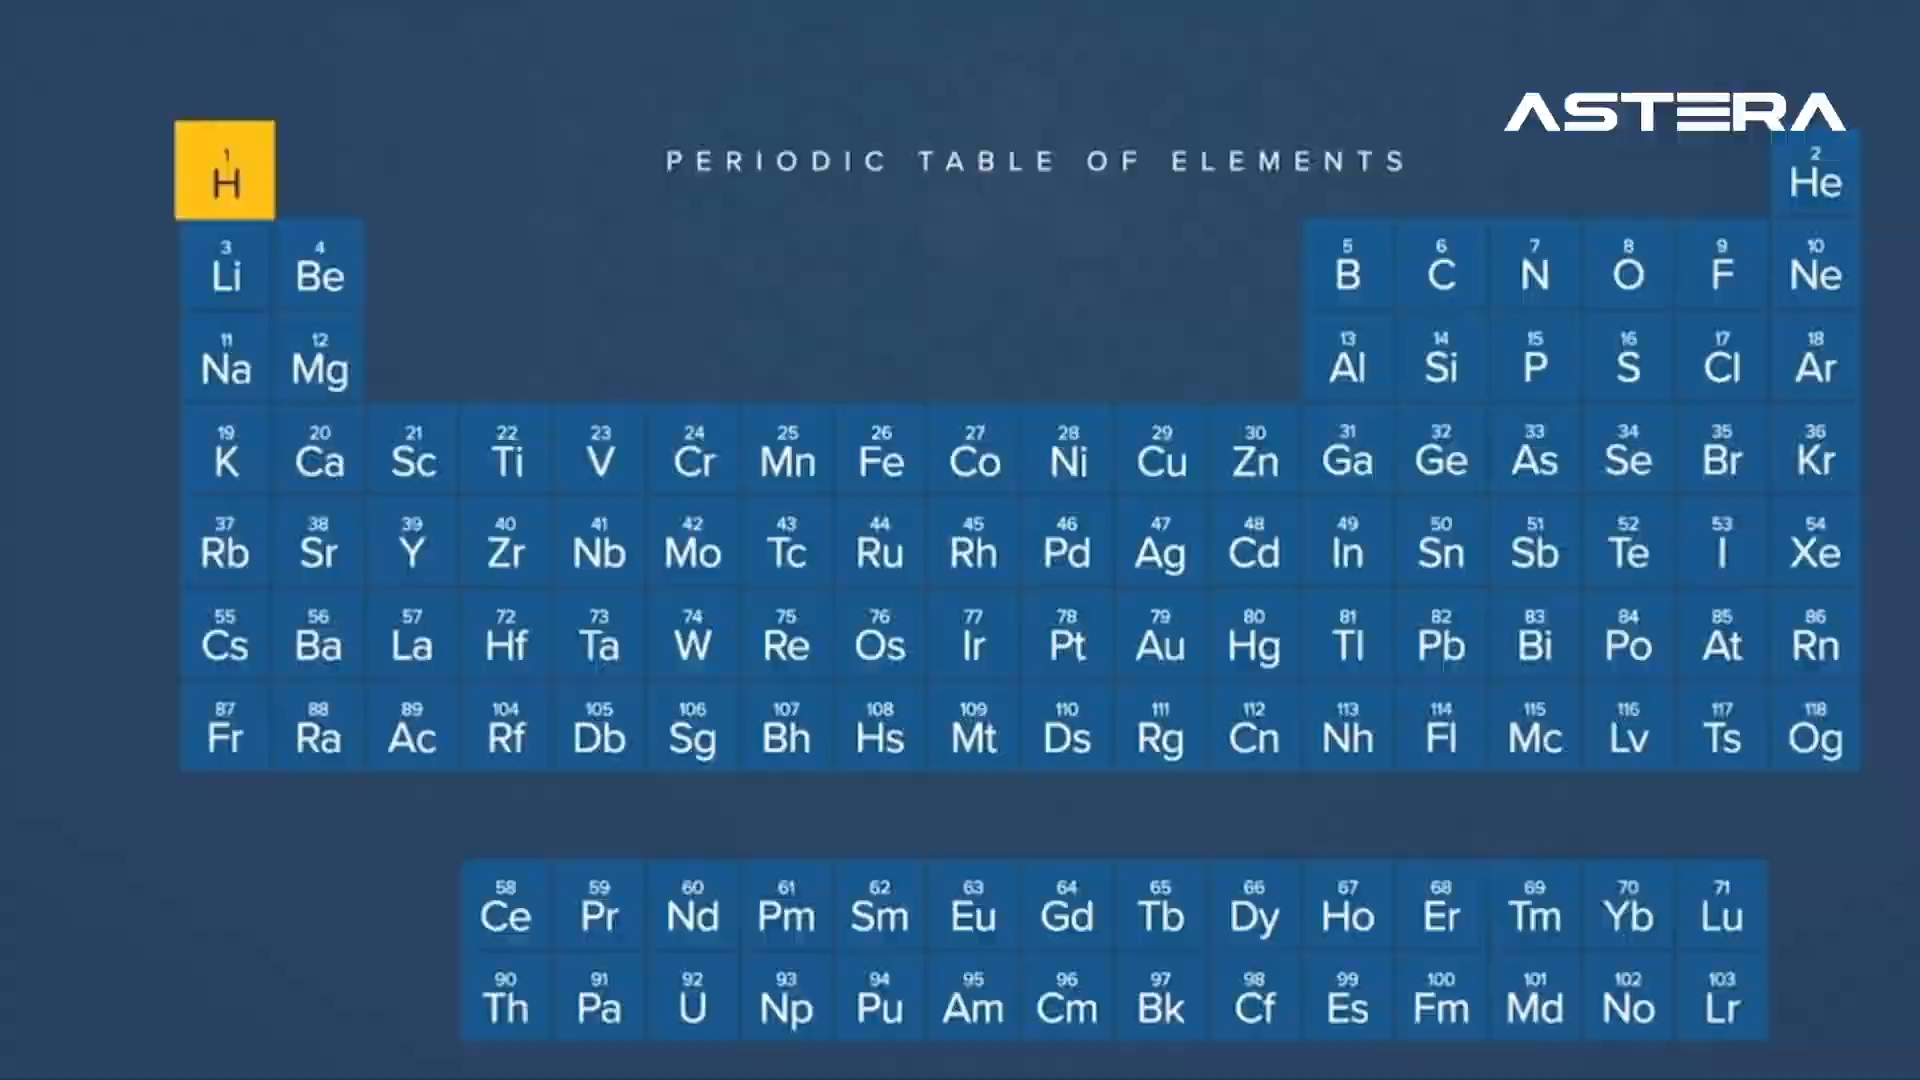 ASTERA
PERIODIC TABLE OF ELEMENTS
1 2
H He
3 4 5 6 7 8 9 10
Li Be B C N O F Ne
11 12 13 14 15 16 17 18
Na Mg Al Si P S Cl Ar
19 20 21 22 23 24 25 26 27 28 29 30 31 32 33 34 35 36
K Ca Sc Ti V Cr Mn Fe Co Ni Cu Zn Ga Ge As Se Br Kr
37 38 39 40 41 42 43 44 45 46 47 48 49 50 51 52 53 54
Rb Sr Y Zr Nb Mo Tc Ru Rh Pd Ag Cd In Sn Sb Te I Xe
55 56 57 72 73 74 75 76 77 78 79 80 81 82 83 84 85 86
Cs Ba La Hf Ta W Re Os Ir Pt Au Hg Tl Pb Bi Po At Rn
87 88 89 104 105 106 107 108 109 110 111 112 113 114 115 116 117 118
Fr Ra Ac Rf Db Sg Bh Hs Mt Ds Rg Cn Nh Fl Mc Lv Ts Og
58 59 60 61 62 63 64 65 66 67 68 69 70 71
Ce Pr Nd Pm Sm Eu Gd Tb Dy Ho Er Tm Yb Lu
90 91 92 93 94 95 96 97 98 99 100 101 102 103
Th Pa U Np Pu Am Cm Bk Cf Es Fm Md No Lr